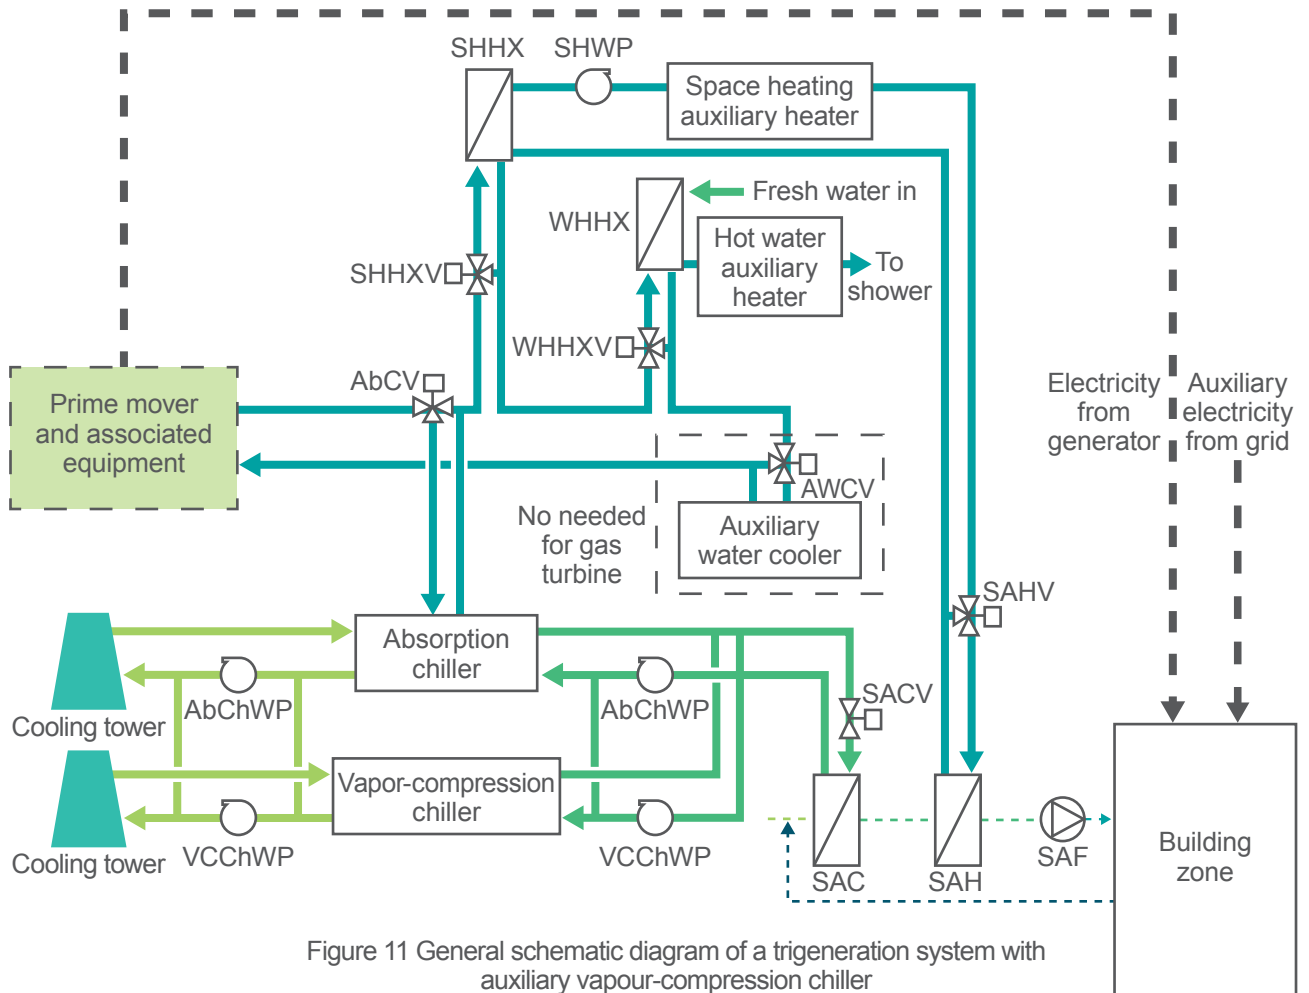 SHHX
SHWP
Space heating
auxiliary heater
Fresh water in
WHHX
Hot water
auxiliary
heater
To
shower
SHHXV
WHHXV
AbCV
Prime mover
and associated
equipment
Electricity
from
generator
Auxiliary
electricity
from grid
AWCV
No needed
for gas
turbine
Auxiliary
water cooler
SAHV
Absorption
chiller
AbChWP
AbChWP
SACV
Cooling tower
Vapor-compression
chiller
VCChWP
VCChWP
Cooling tower
SAC
SAH
SAF
Building
zone
Figure 11 General schematic diagram of a trigeneration system with
auxiliary vapour-compression chiller